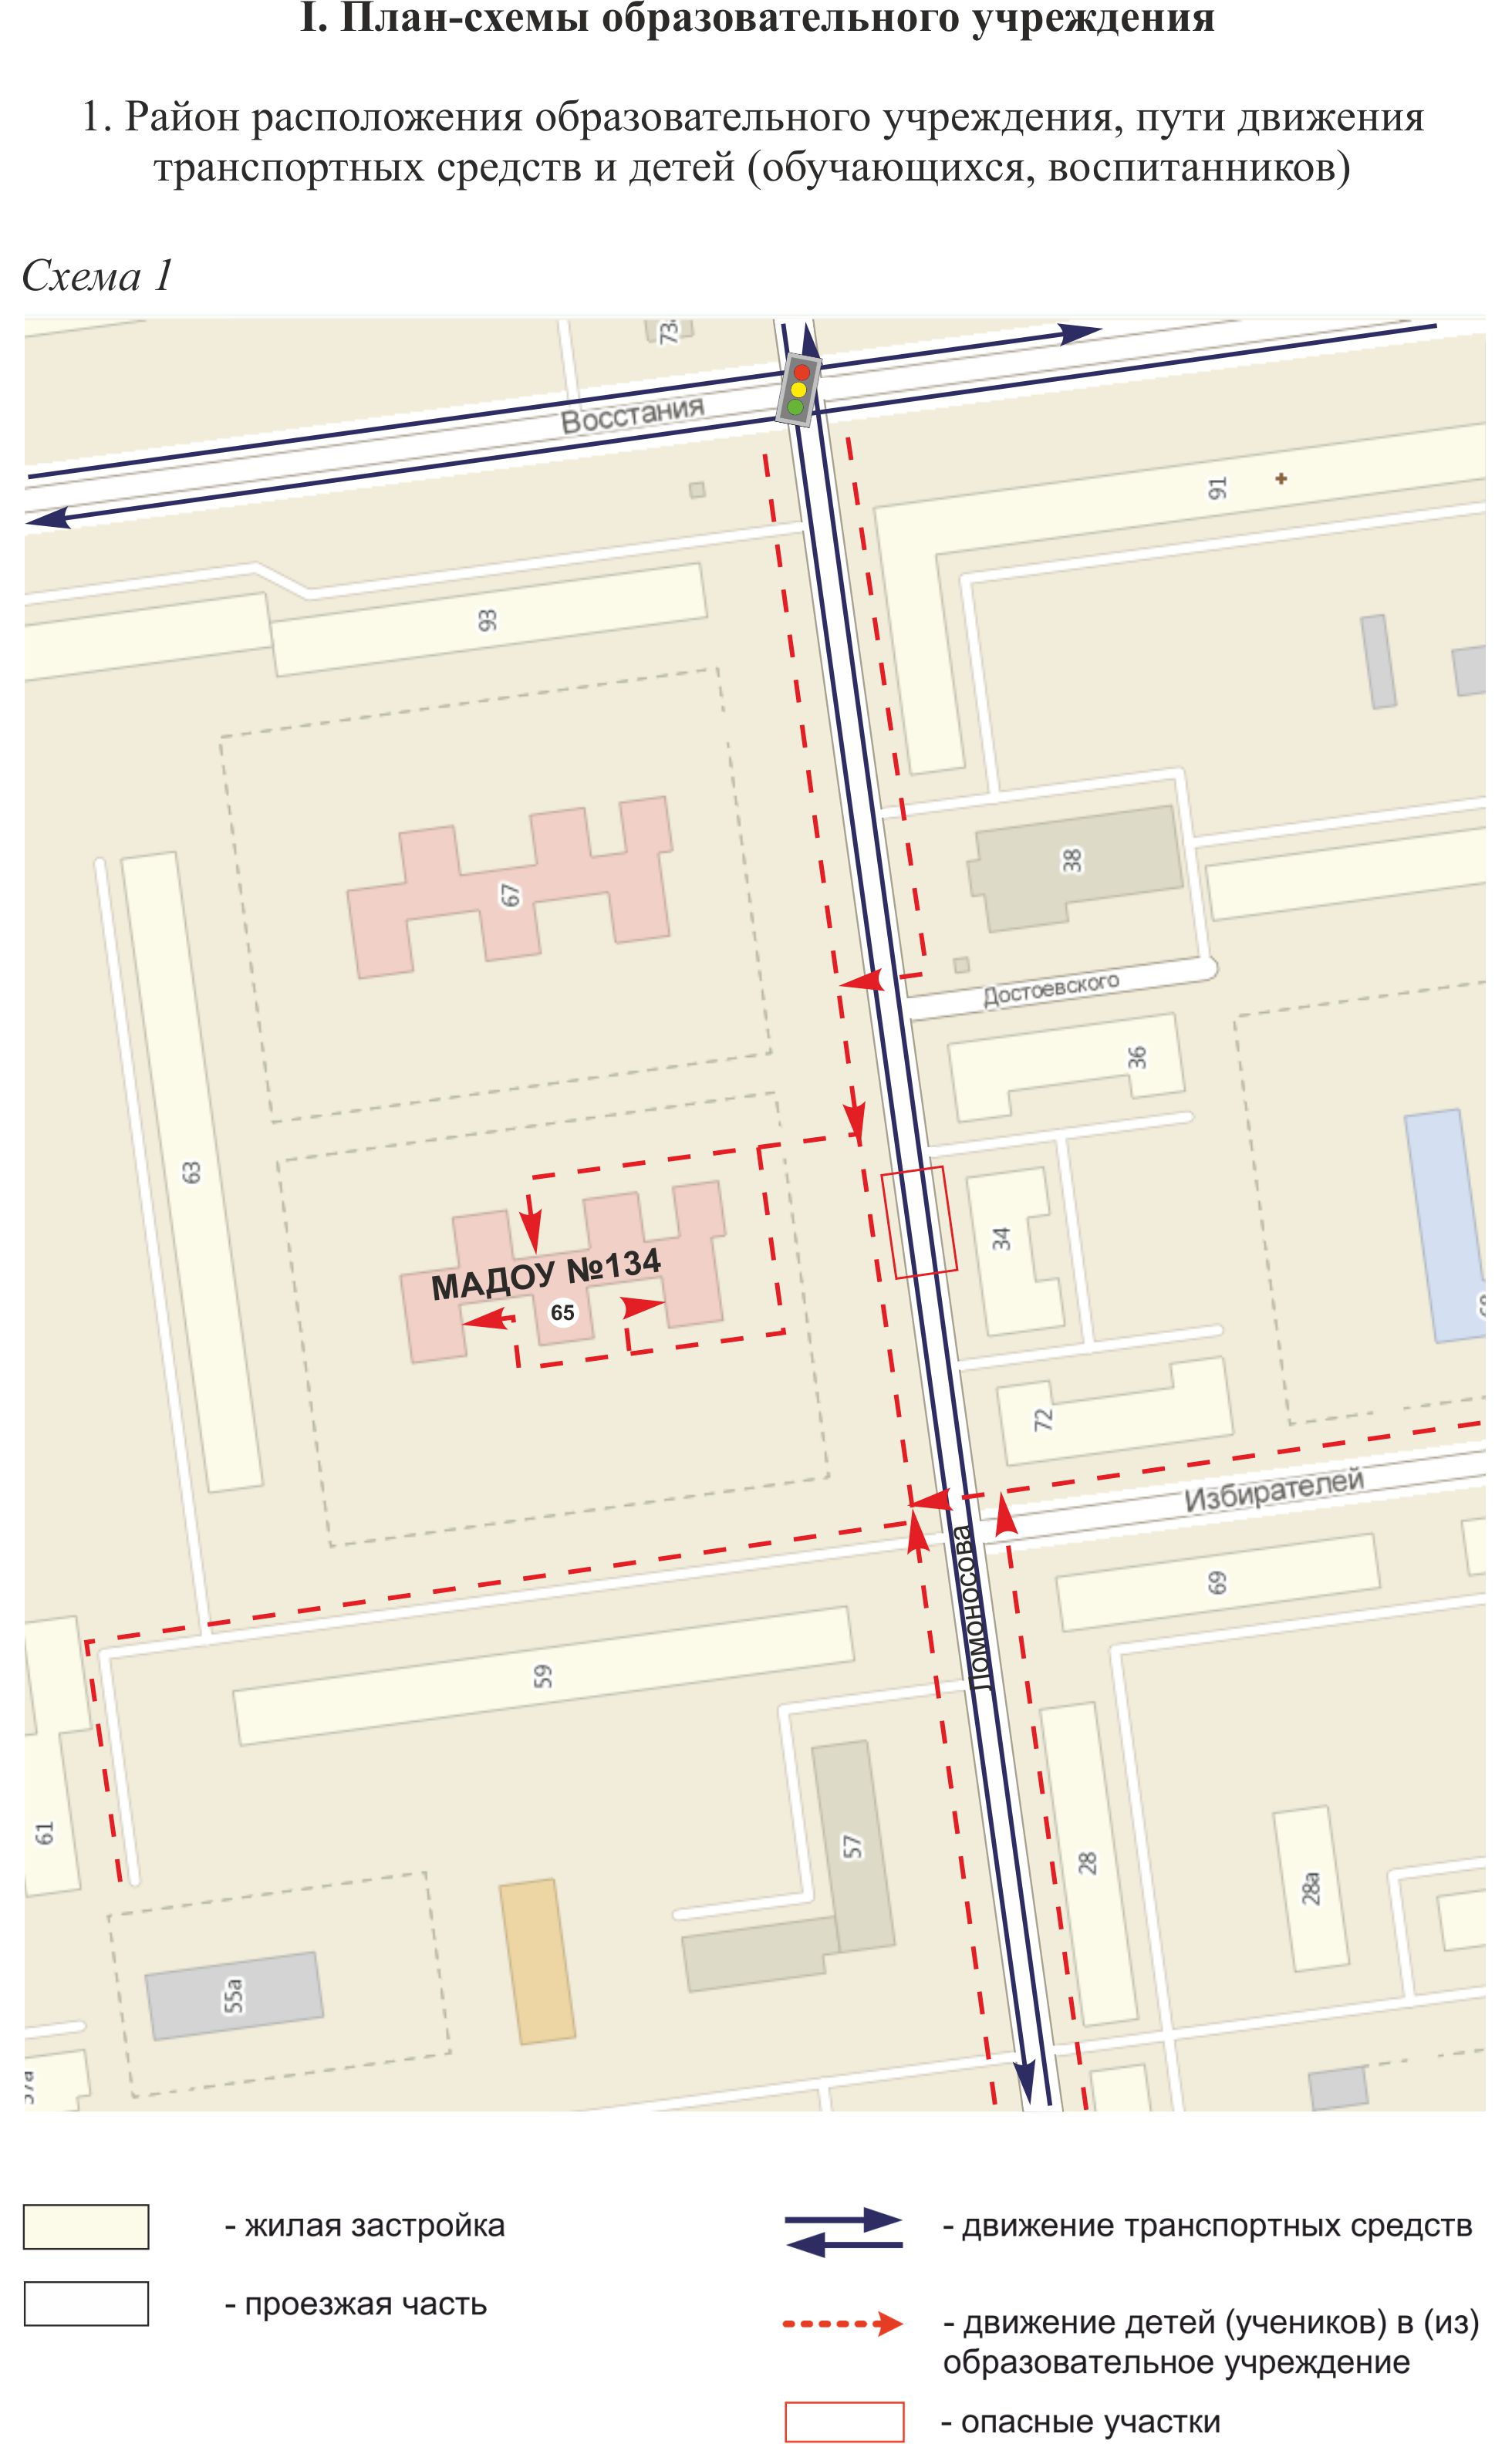 I. План-схемы образовательного учреждения
1. Район расположения образовательного учреждения, пути движения
транспортных средств и детей (обучающихся, воспитанников)
Схема 1
Восстания
91
93
67
38
Достоевского
36
63
34
МАДОУ №134
65
72
Избирателей
Ломоносова
69
59
61
57
28
28а
55а
57а
- жилая застройка
- проезжая часть
- движение транспортных средств
- движение детей (учеников) в (из)
образовательное учреждение
- опасные участки